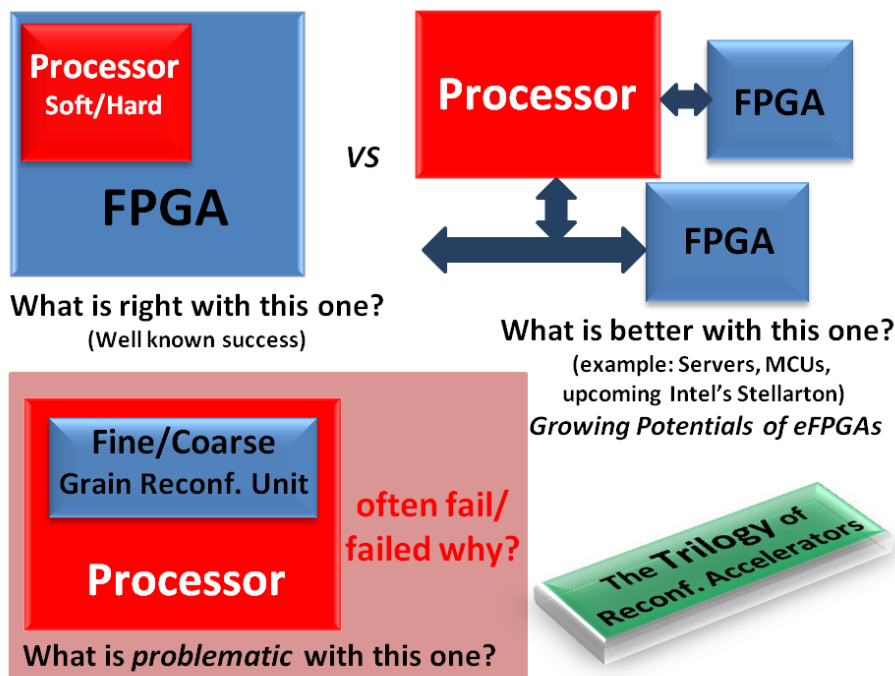 Processor
Soft/Hard
FPGA
What is right with this one?
(Well known success)
VS
Processor
FPGA
FPGA
What is better with this one?
(example: Servers, MCUs,
upcoming Intel's Stellarton)
Growing Potentials of eFPGAs
Fine/Coarse
Grain Reconf. Unit
Processor
often fail/
failed why?
What is problematic with this one?
The Trilogy of
Reconf. Accelerators